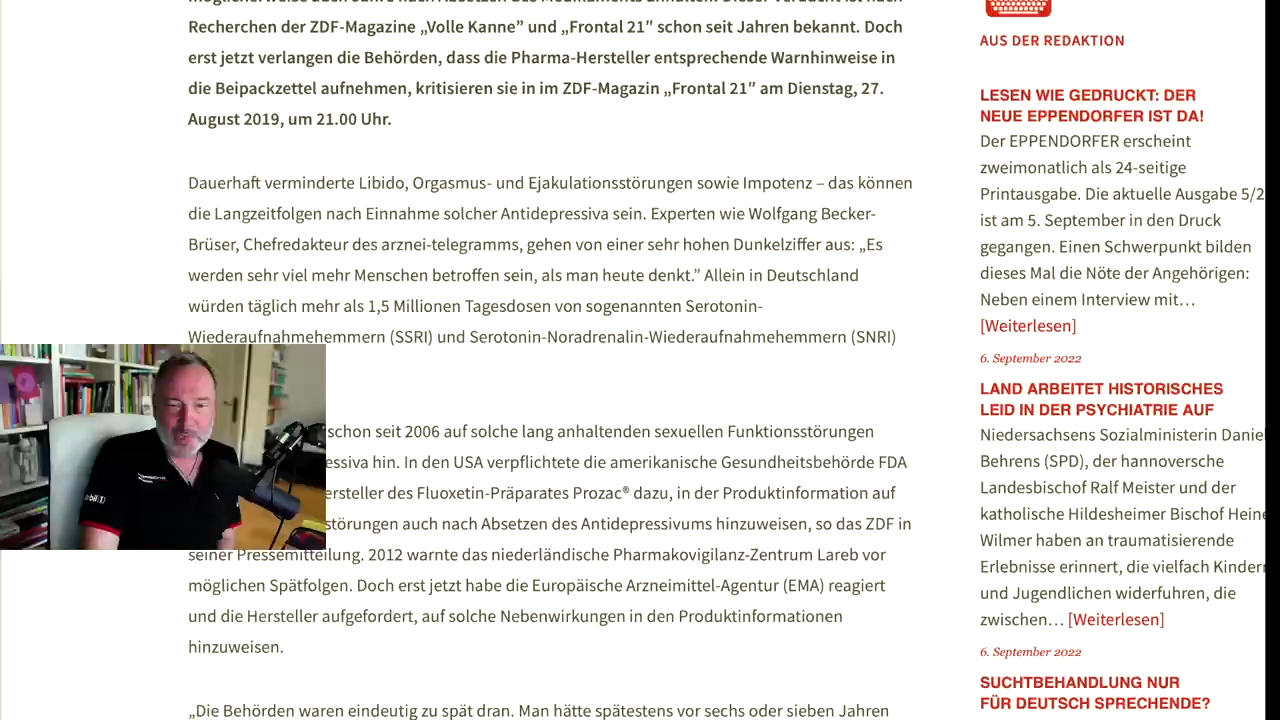 Recherchen der ZDF-Magazine „Volle Kanne" und „Frontal 21" schon seit Jahren bekannt. Doch
erst jetzt verlangen die Behörden, dass die Pharma-Hersteller entsprechende Warnhinweise in
die Beipackzettel aufnehmen, kritisieren sie in im ZDF-Magazin „Frontal 21" am Dienstag, 27.
August 2019, um 21.00 Uhr.
Dauerhaft verminderte Libido, Orgasmus- und Ejakulationsstörungen sowie Impotenz – das können
die Langzeitfolgen nach Einnahme solcher Antidepressiva sein. Experten wie Wolfgang Becker-
Brüser, Chefredakteur des arznei-telegramms, gehen von einer sehr hohen Dunkelziffer aus: „Es
werden sehr viel mehr Menschen betroffen sein, als man heute denkt.” Allein in Deutschland
würden täglich mehr als 1,5 Millionen Tagesdosen von sogenannten Serotonin-
Wiederaufnahmehemmern (SSRI) und Serotonin-Noradrenalin-Wiederaufnahmehemmern (SNRI)
schon seit 2006 auf solche lang anhaltenden sexuellen Funktionsstörungen
essiva hin. In den USA verpflichtete die amerikanische Gesundheitsbehörde FDA
ersteller des Fluoxetin-Präparates Prozac® dazu, in der Produktinformation auf
störungen auch nach Absetzen des Antidepressivums hinzuweisen, so das ZDF in
seiner Pressemitteilung. 2012 warnte das niederländische Pharmakovigilanz-Zentrum Lareb vor
möglichen Spätfolgen. Doch erst jetzt habe die Europäische Arzneimittel-Agentur (EMA) reagiert
und die Hersteller aufgefordert, auf solche Nebenwirkungen in den Produktinformationen
hinzuweisen.
„Die Behörden waren eindeutig zu spät dran. Man hätte spätestens vor sechs oder sieben Jahren
AUS DER REDAKTION
LESEN WIE GEDRUCKT: DER
NEUE EPPENDORFER IST DA!
Der EPPENDORFER erscheint
zweimonatlich als 24-seitige
Printausgabe. Die aktuelle Ausgabe 5/2
ist am 5. September in den Druck
gegangen. Einen Schwerpunkt bilden
dieses Mal die Nöte der Angehörigen:
Neben einem Interview mit…
[Weiterlesen]
6. September 2022
LAND ARBEITET HISTORISCHES
LEID IN DER PSYCHIATRIE AUF
Niedersachsens Sozialministerin Daniel
Behrens (SPD), der hannoversche
Landesbischof Ralf Meister und der
katholische Hildesheimer Bischof Heine
Wilmer haben an traumatisierende
Erlebnisse erinnert, die vielfach Kindern
und Jugendlichen widerfuhren, die
zwischen… [Weiterlesen]
6. September 2022
SUCHTBEHANDLUNG NUR
FÜR DEUTSCH SPRECHENDE?